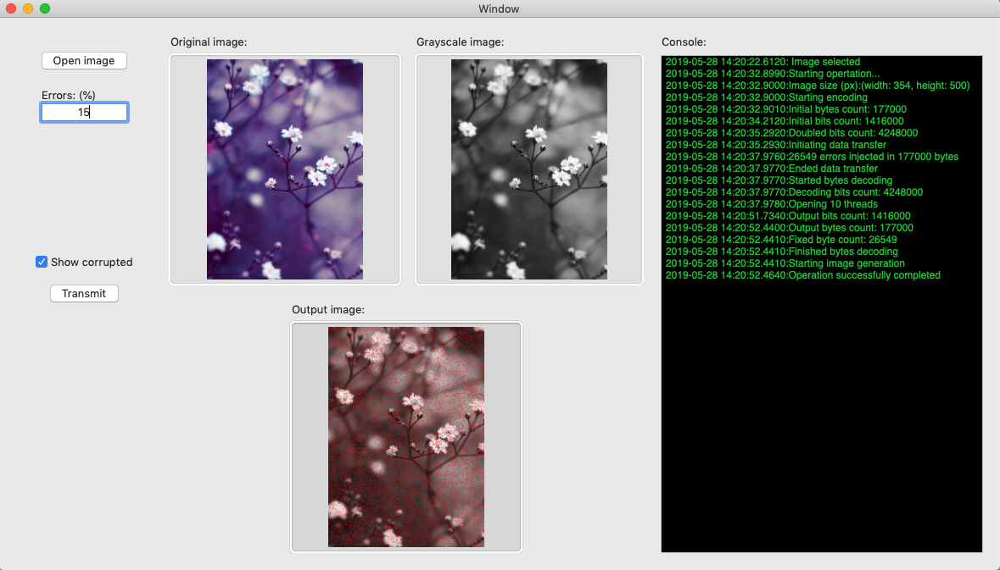 Window
Open image
Errors: (%)
15
Show corrupted
Transmit
Original image:
Grayscale image:
Output image:
Console:
2019-05-28 14:20:22.6120: Image selected
2019-05-28 14:20:32.8990:Starting opertation...
2019-05-28 14:20:32.9000:Image size (px):(width: 354, height: 500)
2019-05-28 14:20:32.9000:Starting encoding
2019-05-28 14:20:32.9010:Initial bytes count: 177000
2019-05-28 14:20:34.2120:Initial bits count: 1416000
2019-05-28 14:20:35.2920:Doubled bits count: 4248000
2019-05-28 14:20:35.2930:Initiating data transfer
2019-05-28 14:20:37.9760:26549 errors injected in 177000 bytes
2019-05-28 14:20:37.9770:Ended data transfer
2019-05-28 14:20:37.9770:Started bytes decoding
2019-05-28 14:20:37.9770:Decoding bits count: 4248000
2019-05-28 14:20:37.9780:Opening 10 threads
2019-05-28 14:20:51.7340:Output bits count: 1416000
2019-05-28 14:20:52.4400:Output bytes count: 177000
2019-05-28 14:20:52.4410:Fixed byte count: 26549
2019-05-28 14:20:52.4410:Finished bytes decoding
2019-05-28 14:20:52.4410:Starting image generation
2019-05-28 14:20:52.4640:Operation successfully completed